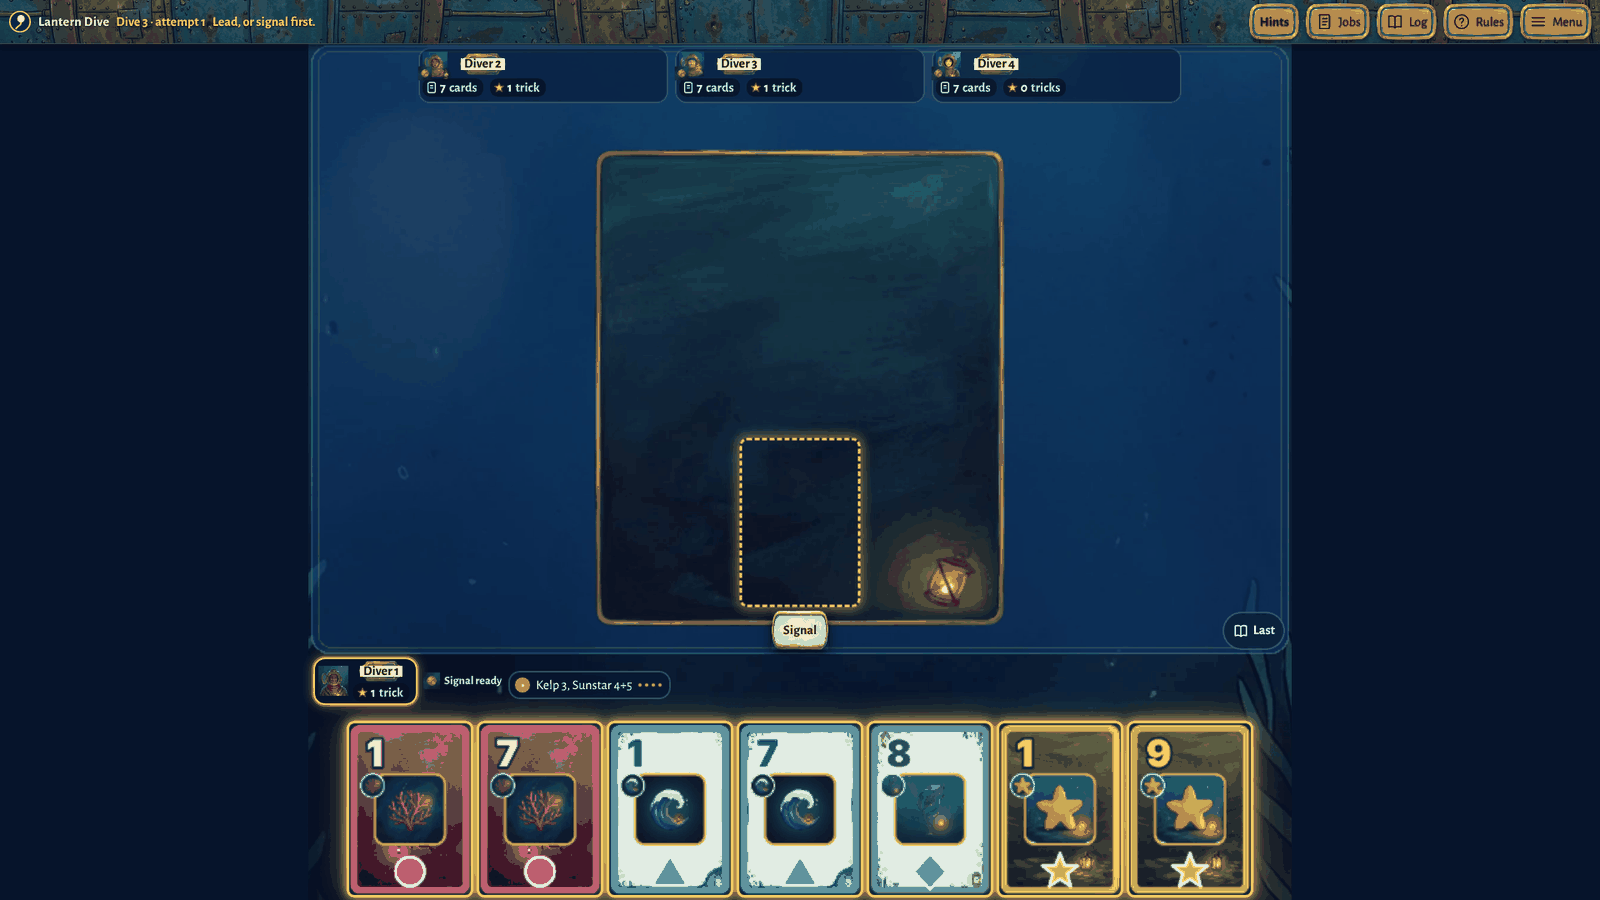 Lantern Dive Dive 3 · attempt 1 Lead, or signal first.
Hints Jobs Log Rules Menu
Diver 2
7 cards 1 trick
Diver 3
7 cards 1 trick
Diver 4
7 cards 0 tricks
Signal
Last
Diver 1
1 trick
Signal ready
Kelp 3, Sunstar 4+5
1 7 1 7 8 1 9